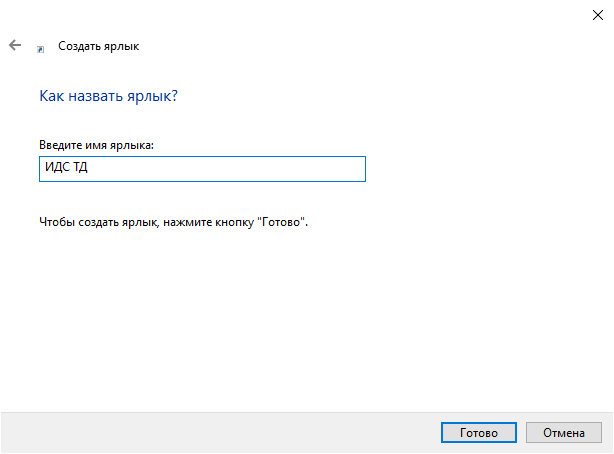 Создать ярлык
Как назвать ярлык?
Введите имя ярлыка:
ИДС ТД
Чтобы создать ярлык, нажмите кнопку "Готово".
Готово
Отмена